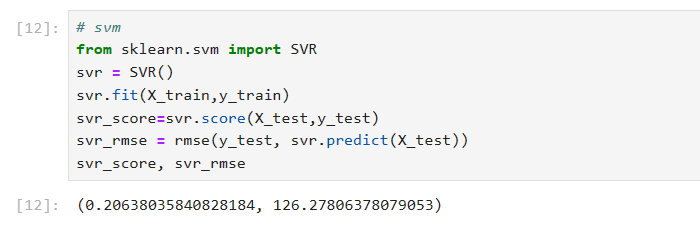 [12]: # svm
from sklearn.svm import SVR
svr = SVR()
svr.fit(X_train,y_train)
svr_score=svr.score(X_test,y_test)
svr_rmse = rmse(y_test, svr.predict(X_test))
svr_score, svr_rmse
[12]: (0.20638035840828184, 126.27806378079053)